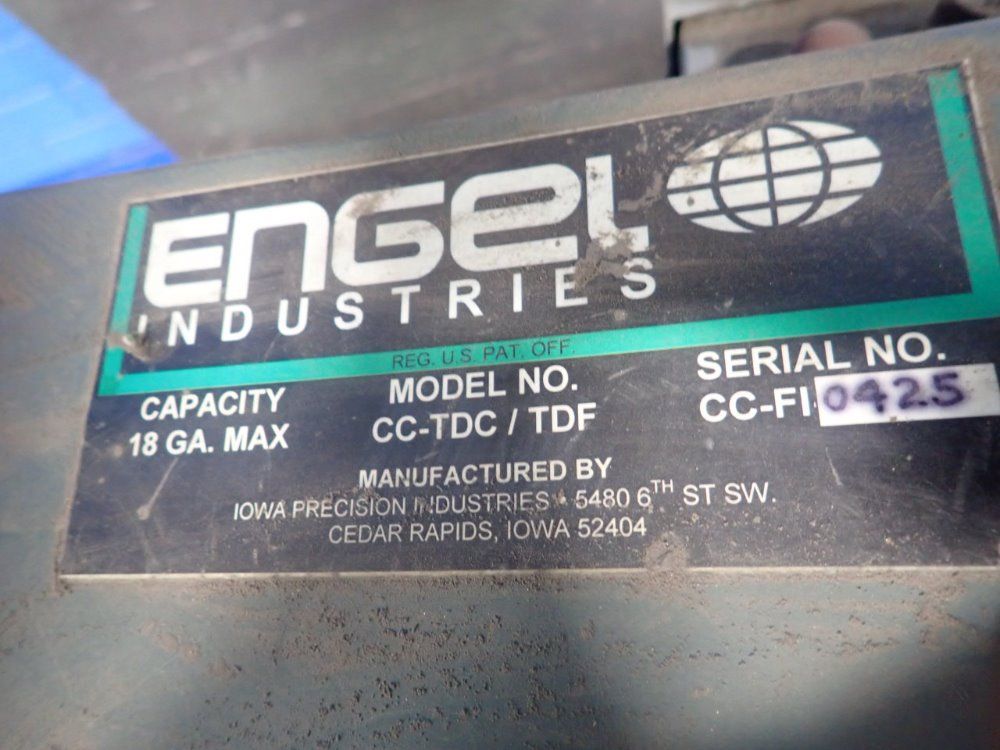 ENGEL
INDUSTRIES
REG. U.S. PAT. OFF.
CAPACITY
18 GA. MAX
MODEL NO.
CC-TDC / TDF
SERIAL NO.
CC-FI-0425
MANUFACTURED BY
IOWA PRECISION INDUSTRIES - 5480 6TH ST SW.
CEDAR RAPIDS, IOWA 52404